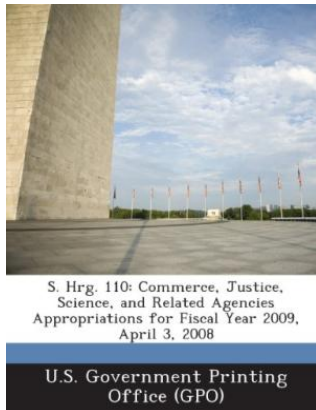 S. Hrg. 110: Commerce, Justice,
Science, and Related Agencies
Appropriations for Fiscal Year 2009,
April 3, 2008
U.S. Government Printing
Office (GPO)